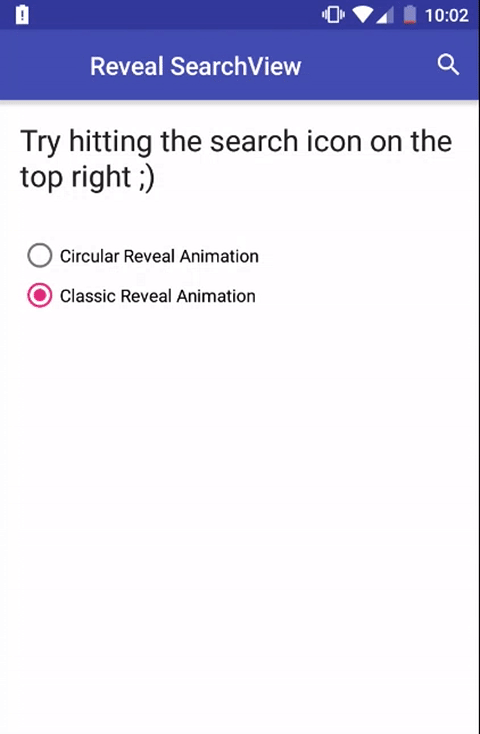 10:02
Reveal SearchView
Try hitting the search icon on the
top right ;)
Circular Reveal Animation
Classic Reveal Animation